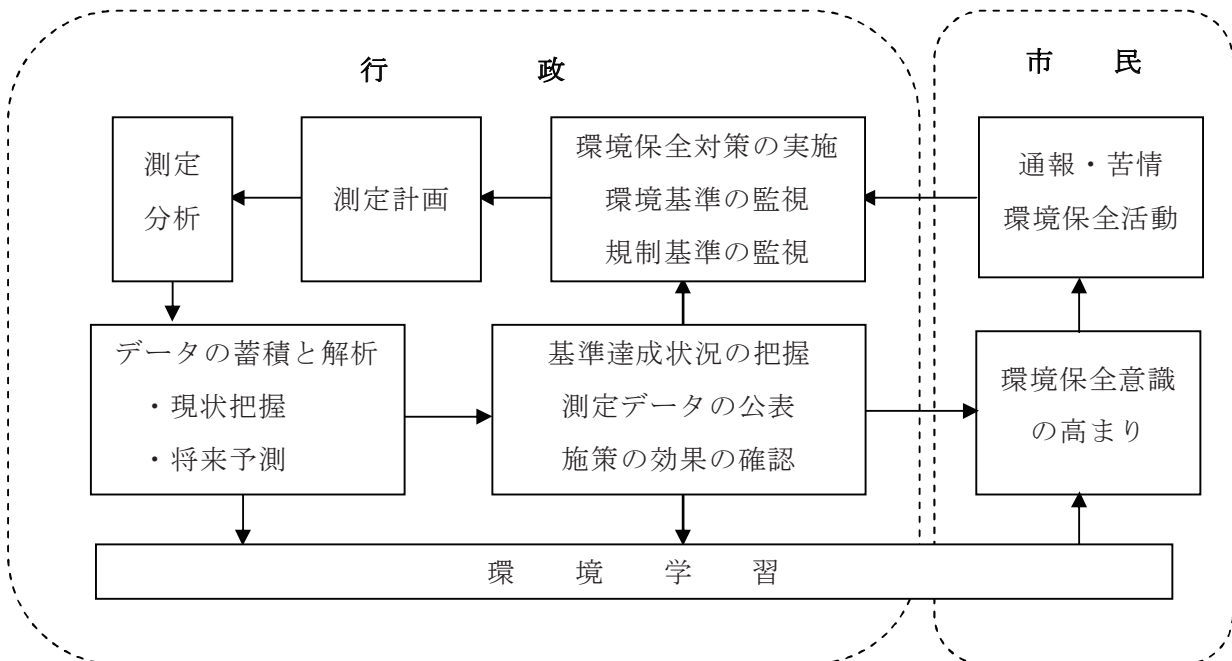 行政
市民
測定
分析
測定計画
環境保全対策の実施
環境基準の監視
規制基準の監視
通報・苦情
環境保全活動
データの蓄積と解析
・現状把握
・将来予測
基準達成状況の把握
測定データの公表
施策の効果の確認
環境保全意識
の高まり
環境学習